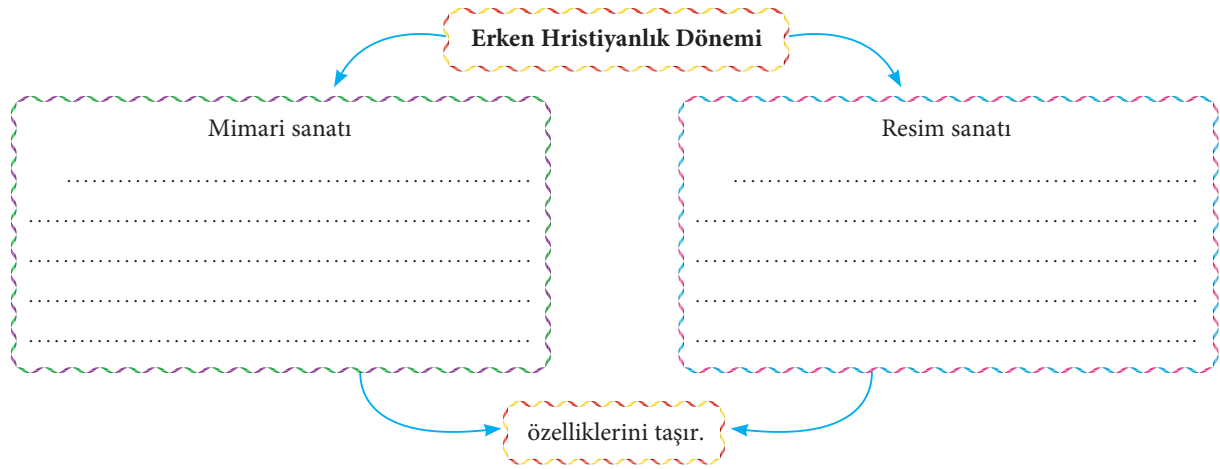 Erken Hristiyanlık Dönemi
Mimari sanatı
......................................................
..........................................................
..........................................................
..........................................................
..........................................................
Resim sanatı
......................................................
..........................................................
..........................................................
..........................................................
..........................................................
özelliklerini taşır.